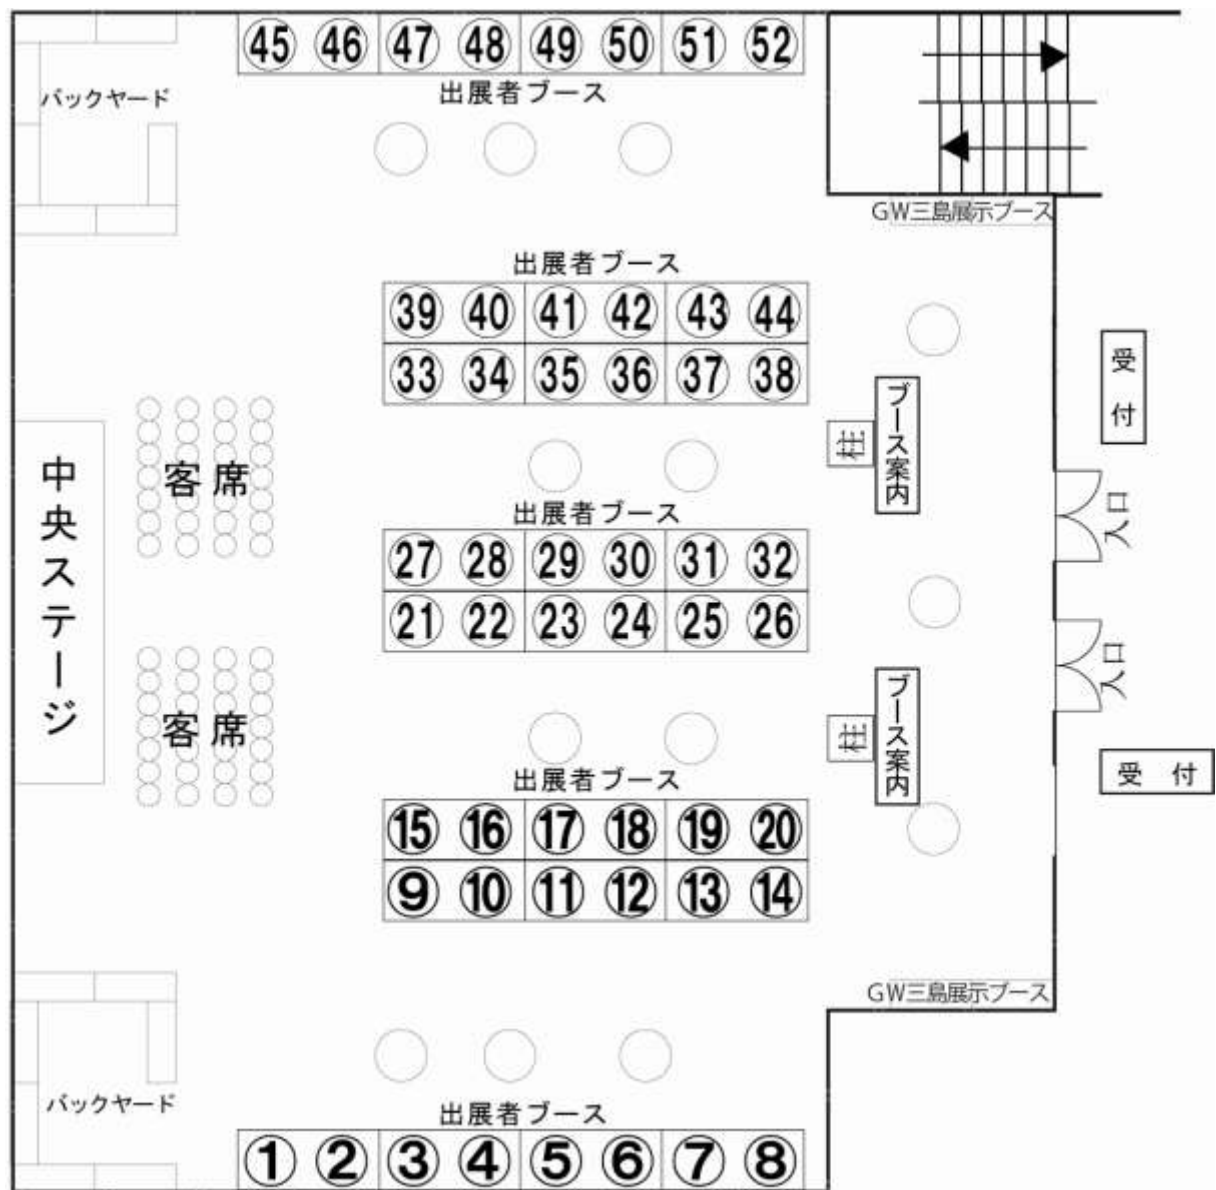 ㊺ ㊻ ㊼ ㊽ ㊾ ㊿ 51 52
出展者ブース
バックヤード
GW三島展示ブース
出展者ブース
39 40 41 42 43 44
33 34 35 36 37 38
受付
ブース案内
柱
客席
中央ステージ
入口
出展者ブース
27 28 29 30 31 32
21 22 23 24 25 26
入口
客席
ブース案内
柱
受付
出展者ブース
15 16 17 18 19 20
9 10 11 12 13 14
GW三島展示ブース
バックヤード
出展者ブース
1 2 3 4 5 6 7 8